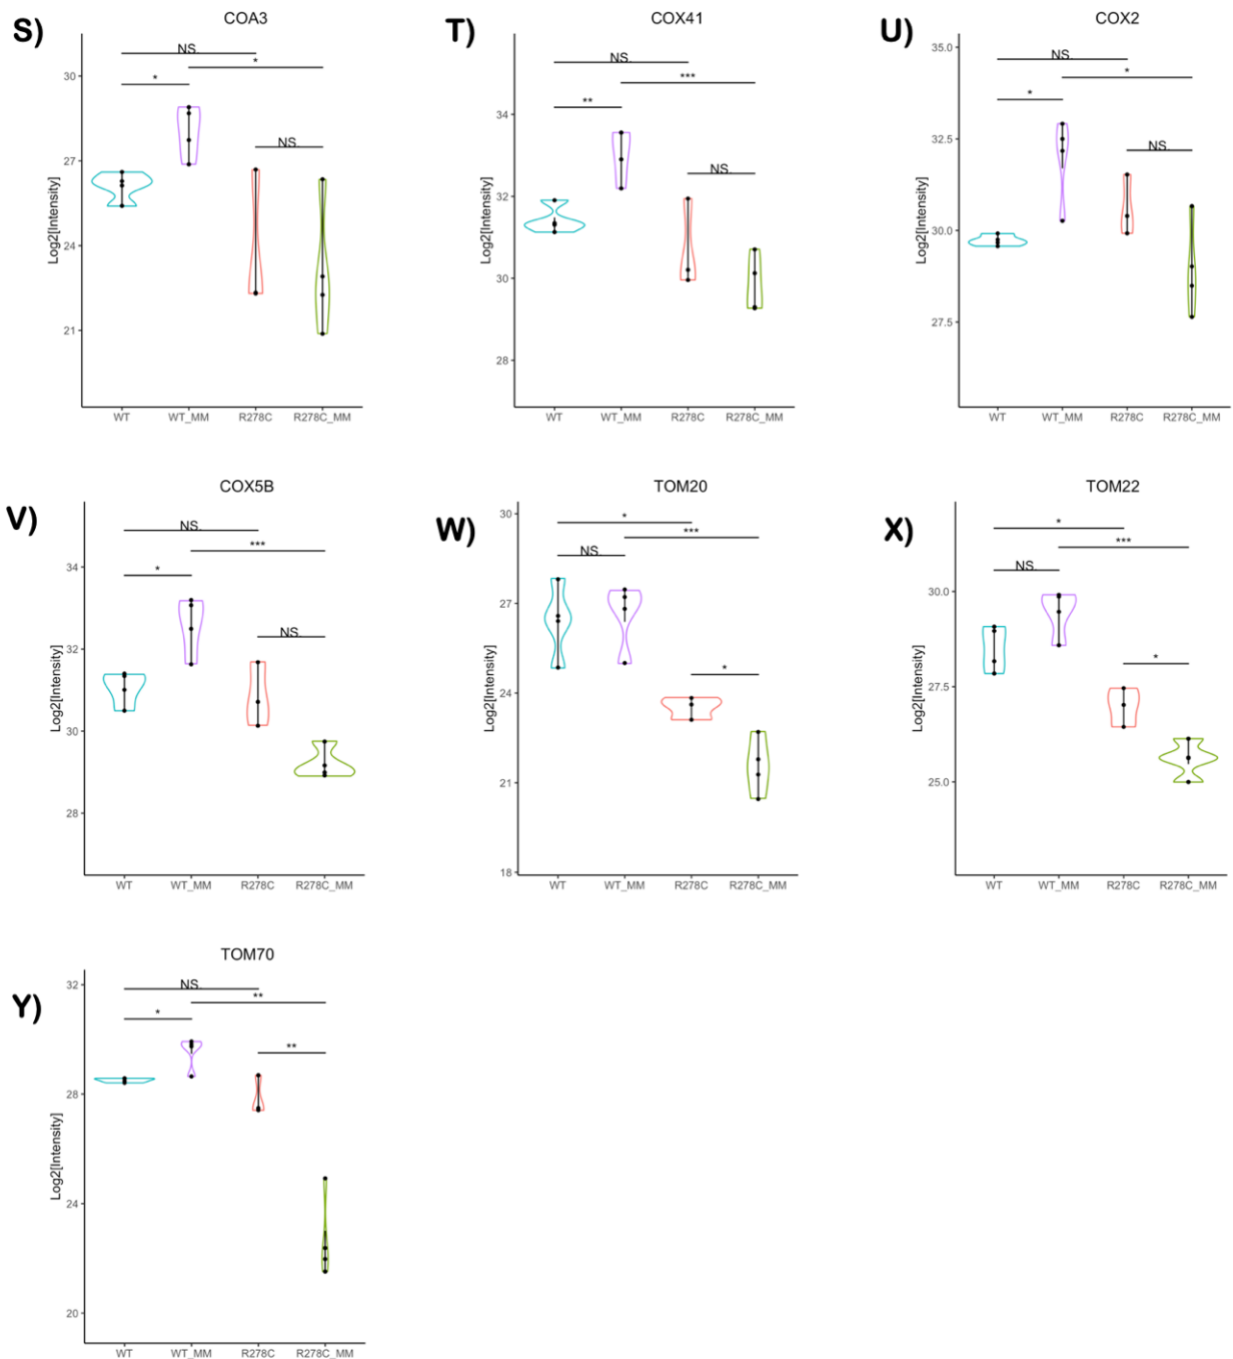 S)
COA3
Log2[Intensity]
30
27
24
21
NS.
*
*
NS.
WT
WT_MM
R278C
R278C_MM
T)
COX41
Log2[Intensity]
34
32
30
28
NS.
***
**
NS.
WT
WT_MM
R278C
R278C_MM
U)
COX2
Log2[Intensity]
35.0
32.5
30.0
27.5
NS.
*
*
NS.
WT
WT_MM
R278C
R278C_MM
V)
COX5B
Log2[Intensity]
34
32
30
28
NS.
***
*
NS.
WT
WT_MM
R278C
R278C_MM
W)
TOM20
Log2[Intensity]
30
27
24
21
18
*
***
NS.
*
WT
WT_MM
R278C
R278C_MM
X)
TOM22
Log2[Intensity]
30.0
27.5
25.0
*
***
NS.
*
WT
WT_MM
R278C
R278C_MM
Y)
TOM70
Log2[Intensity]
32
28
24
20
NS.
**
*
**
WT
WT_MM
R278C
R278C_MM